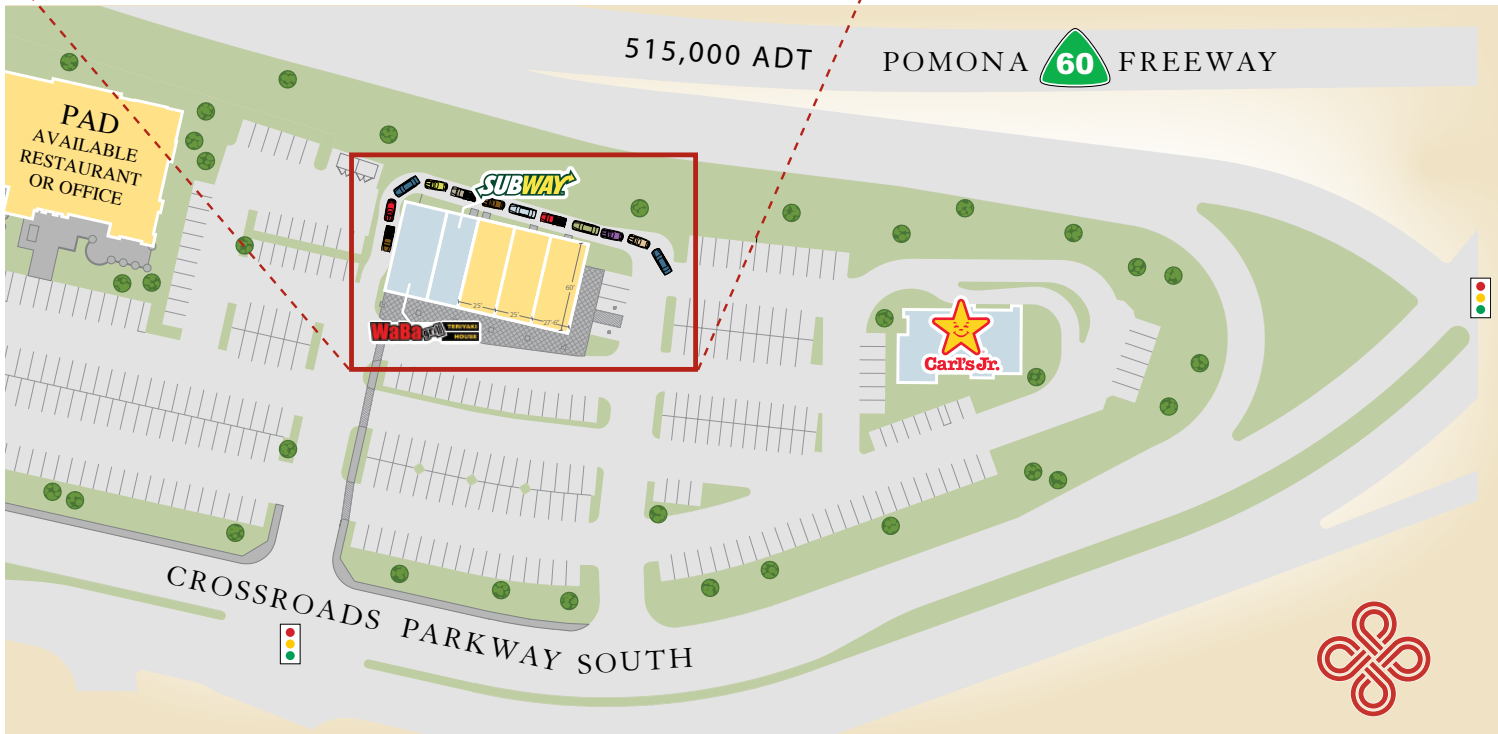 515,000 ADT
POMONA 60 FREEWAY
PAD
AVAILABLE
RESTAURANT
OR OFFICE
SUBWAY
60'
25'
25'
27'-6"
WaBa grill TERIYAKI
HOUSE
Carl's Jr.
CROSSROADS PARKWAY SOUTH